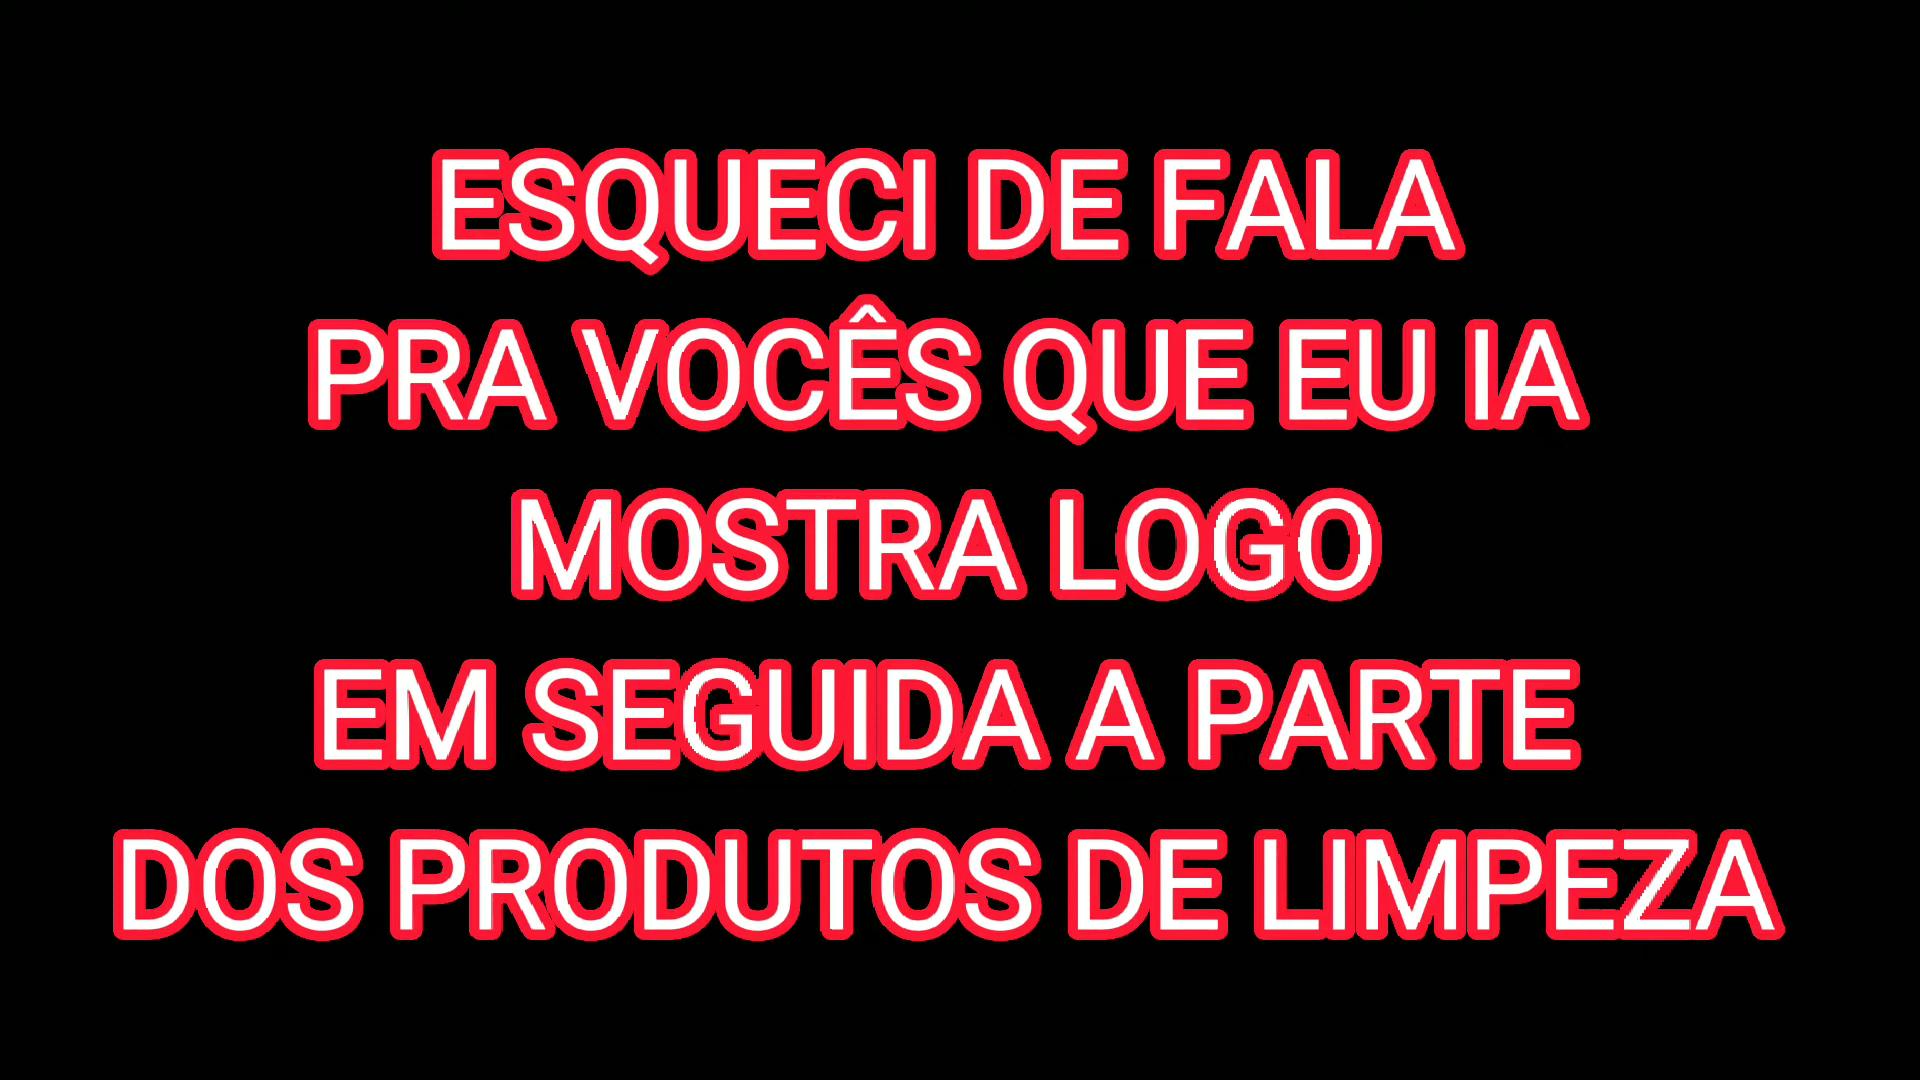 ESQUECI DE FALA
PRA VOCÊS QUE EU IA
MOSTRA LOGO
EM SEGUIDA A PARTE
DOS PRODUTOS DE LIMPEZA